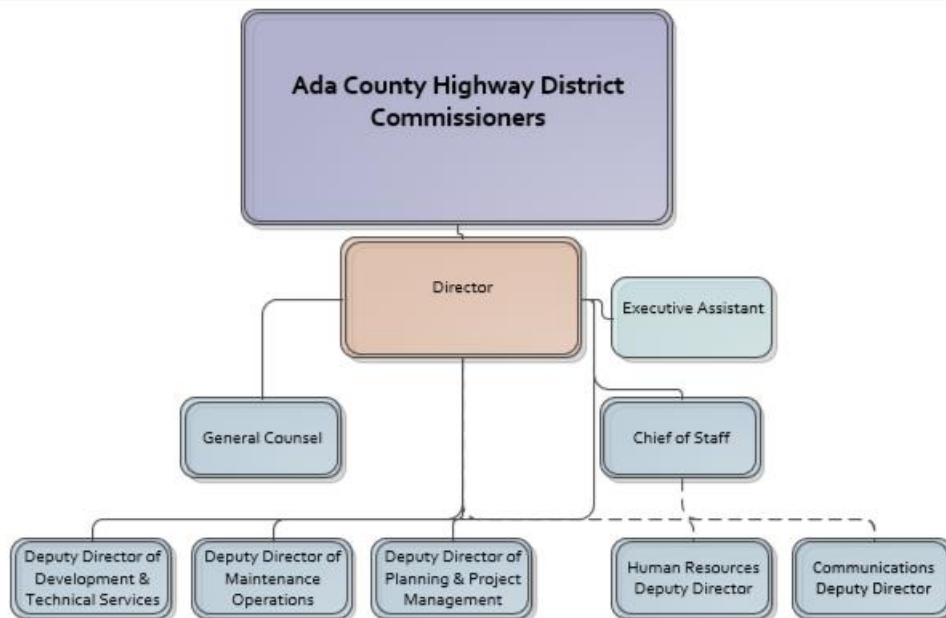 Ada County Highway District
Commissioners
Director
Executive Assistant
General Counsel
Chief of Staff
Deputy Director of
Development &
Technical Services
Deputy Director of
Maintenance
Operations
Deputy Director of
Planning & Project
Management
Human Resources
Deputy Director
Communications
Deputy Director